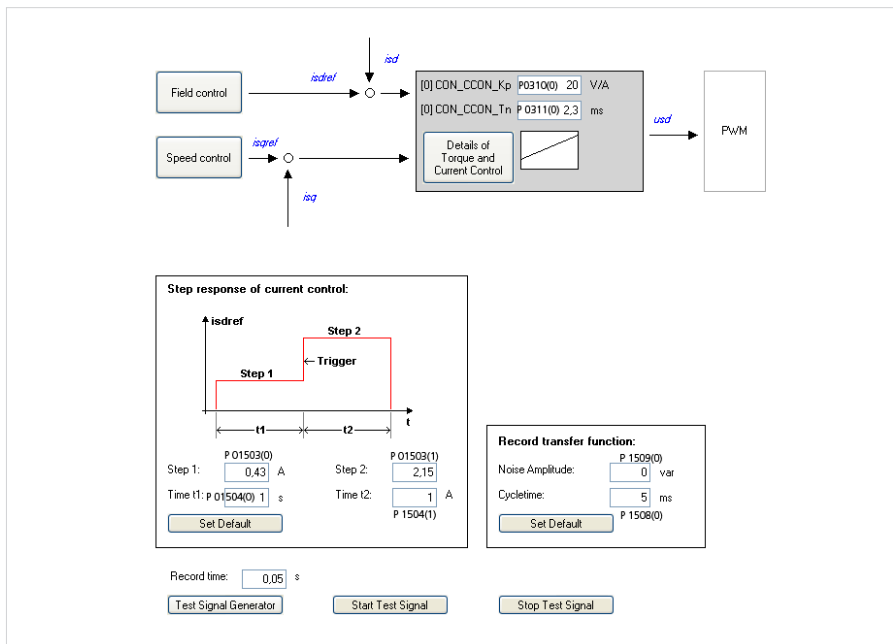 isd
isdref
Field control
[0] CON_CCON_Kp P0310(0) 20 V/A
[0] CON_CCON_Tn P 0311(0) 2,3 ms
usd
PWM
isqref
Speed control
Details of
Torque and
Current Control
isq
Step response of current control:
isdref
Step 2
Trigger
Step 1
t
t1
t2
P 01503(0)
P 01503(1)
Step 1: 0,43 A
Step 2: 2,15
Time t1: P 01504(0) 1 s
Time t2: 1 A
P 1504(1)
Set Default
Record transfer function:
P 1509(0)
Noise Amplitude: 0 var
Cycletime: 5 ms
P 1508(0)
Set Default
Record time: 0,05 s
Test Signal Generator
Start Test Signal
Stop Test Signal